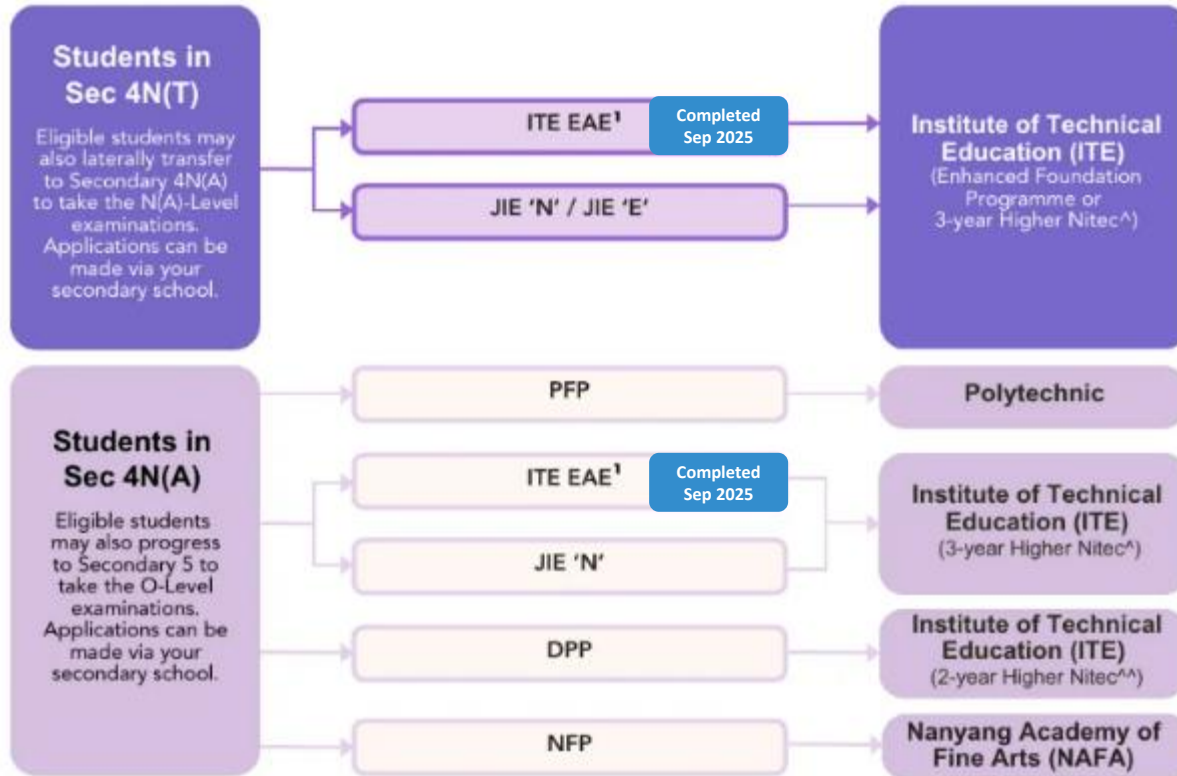 Students in
Sec 4N(T)
Eligible students may
also laterally transfer
to Secondary 4N(A)
to take the N(A)-Level
examinations.
Applications can be
made via your
secondary school.
ITE EAE¹
Completed
Sep 2025
JIE ‘N’ / JIE ‘E’
Institute of Technical
Education (ITE)
(Enhanced Foundation
Programme or
3-year Higher Nitec^)
Students in
Sec 4N(A)
Eligible students
may also progress
to Secondary 5 to
take the O-Level
examinations.
Applications can be
made via your
secondary school.
PFP
Polytechnic
ITE EAE¹
Completed
Sep 2025
JIE ‘N’
Institute of Technical
Education (ITE)
(3-year Higher Nitec^)
DPP
Institute of Technical
Education (ITE)
(2-year Higher Nitec^^)
NFP
Nanyang Academy of
Fine Arts (NAFA)